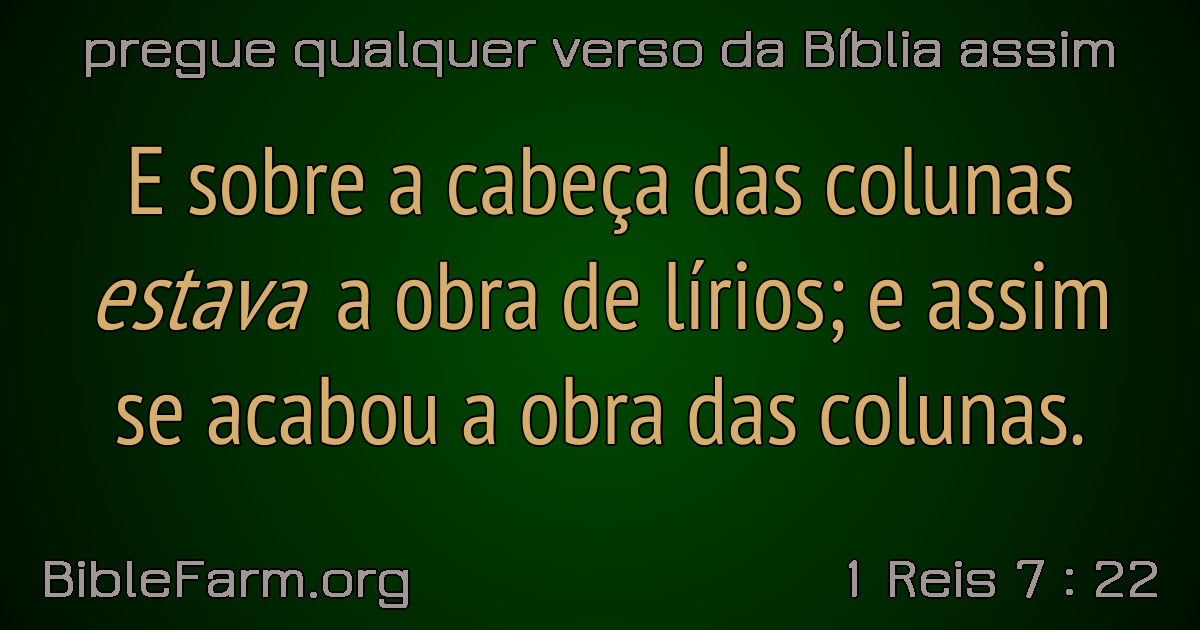 pregue qualquer verso da Bíblia assim
E sobre a cabeça das colunas
estava a obra de lírios; e assim
se acabou a obra das colunas.
BibleFarm.org
1 Reis 7 : 22